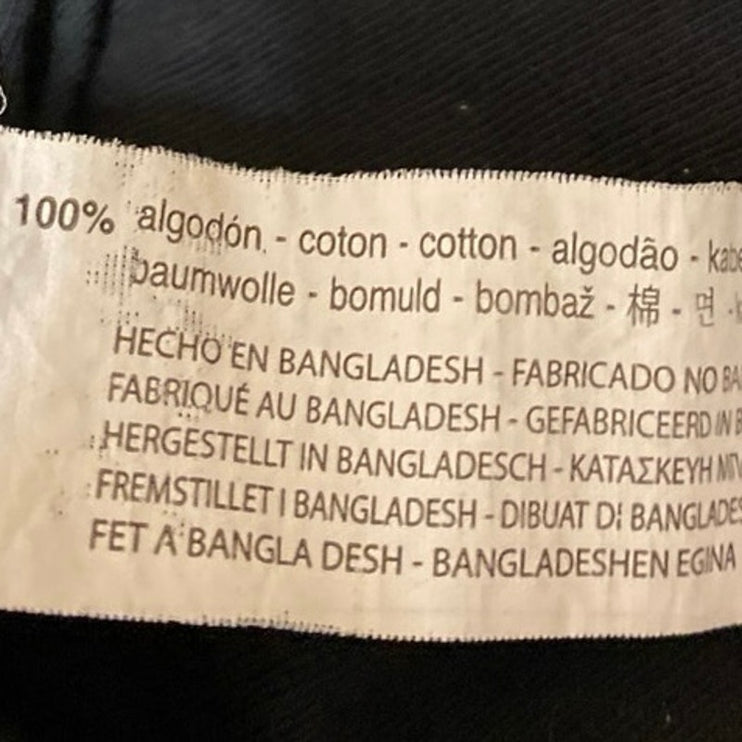 100% algodón - coton - cotton - algodão -
baumwolle - bomuld - bombaž - 棉 - 면 -
HECHO EN BANGLADESH - FABRICADO NO
FABRIQUÉ AU BANGLADESH - GEFABRICEERD IN
HERGESTELLT IN BANGLADESCH - ΚΑΤΑΣΚΕΥΗ
FREMSTILLET I BANGLADESH - DIBUAT DI
FET A BANGLA DESH - BANGLADESHEN EGINA